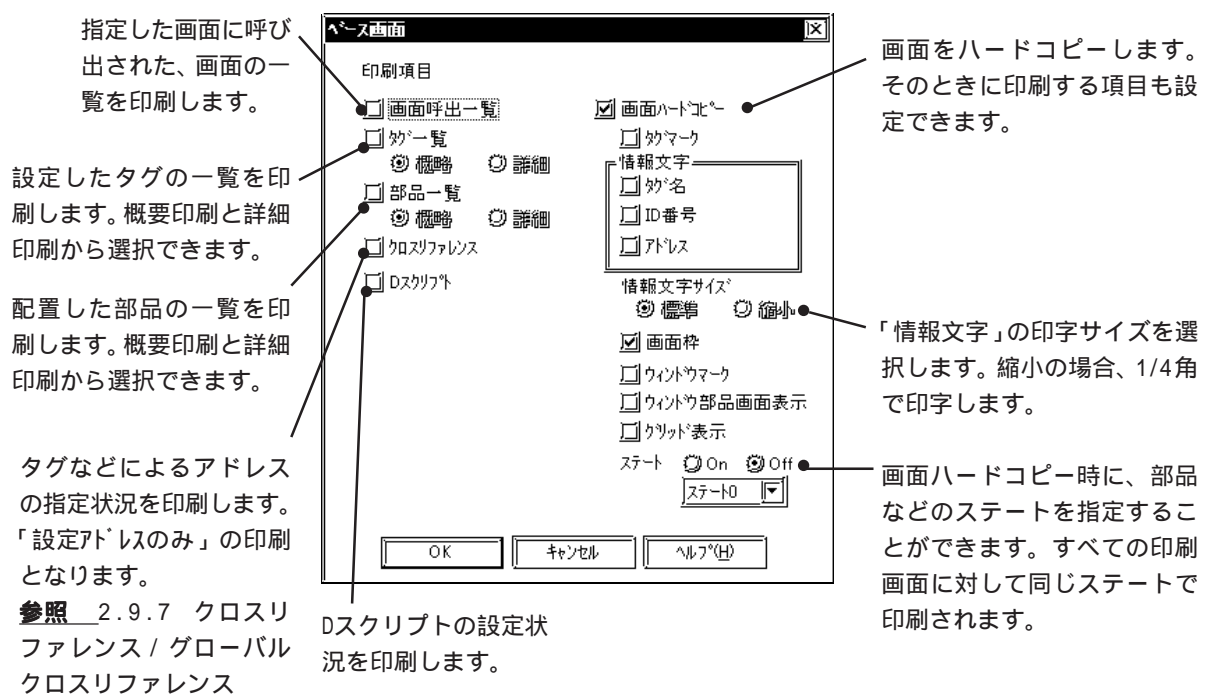 指定した画面に呼び
出された、画面の一
覧を印刷します。
設定したタグの一覧を印
刷します。概要印刷と詳細
印刷から選択できます。
配置した部品の一覧を印
刷します。概要印刷と詳細
印刷から選択できます。
タグなどによるアドレス
の指定状況を印刷します。
「設定ｱﾄﾞﾚｽのみ」の印刷
となります。
参照 2.9.7 クロスリ
ファレンス / グローバル
クロスリファレンス
ﾍﾞｰｽ画面
印刷項目
画面呼出一覧
ﾀｸﾞ一覧
概略 詳細
部品一覧
概略 詳細
ｸﾛｽﾘﾌｧﾚﾝｽ
Dｽｸﾘﾌﾟﾄ
画面ﾊｰﾄﾞｺﾋﾟｰ
ﾀｸﾞﾏｰｸ
情報文字
ﾀｸﾞ名
ID番号
ｱﾄﾞﾚｽ
情報文字ｻｲｽﾞ
標準 縮小
画面枠
ｳｨﾝﾄﾞｳﾏｰｸ
ｳｨﾝﾄﾞｳ部品画面表示
ｸﾞﾘｯﾄﾞ表示
ｽﾃｰﾄ On Off
ｽﾃｰﾄ0
OK ｷｬﾝｾﾙ ﾍﾙﾌﾟ(H)
Dスクリプトの設定状
況を印刷します。
画面をハードコピーします。
そのときに印刷する項目も設
定できます。
「情報文字」の印字サイズを選
択します。縮小の場合、1/4角
で印字します。
画面ハードコピー時に、部品
などのステートを指定するこ
とができます。すべての印刷
画面に対して同じステートで
印刷されます。